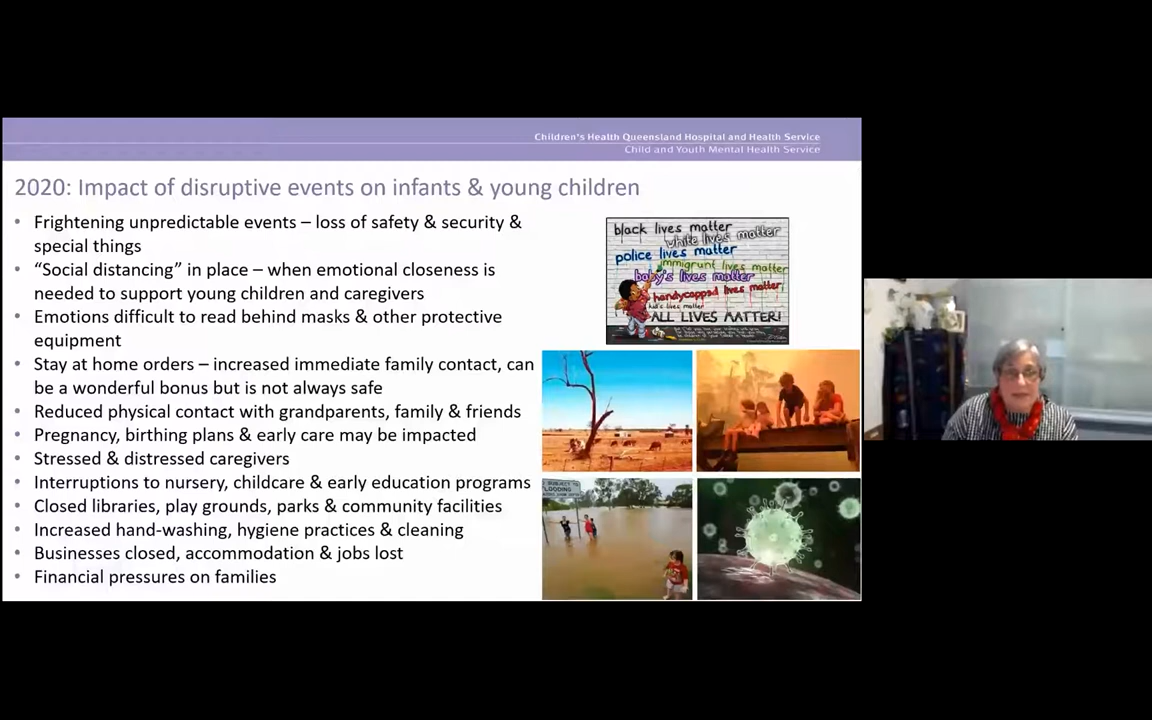 Children's Health Queensland Hospital and Health Service
Child and Youth Mental Health Service
2020: Impact of disruptive events on infants & young children
• Frightening unpredictable events – loss of safety & security &
special things
• “Social distancing” in place – when emotional closeness is
needed to support young children and caregivers
• Emotions difficult to read behind masks & other protective
equipment
• Stay at home orders – increased immediate family contact, can
be a wonderful bonus but is not always safe
• Reduced physical contact with grandparents, family & friends
• Pregnancy, birthing plans & early care may be impacted
• Stressed & distressed caregivers
• Interruptions to nursery, childcare & early education programs
• Closed libraries, play grounds, parks & community facilities
• Increased hand-washing, hygiene practices & cleaning
• Businesses closed, accommodation & jobs lost
• Financial pressures on families
black lives matter
white lives matter
police lives matter
immigrunt lives matter
baby's lives matter
handycapped lives matter
kid's lives matter
ALL LIVES MATTER!
SUBJECT TO
FLOODING